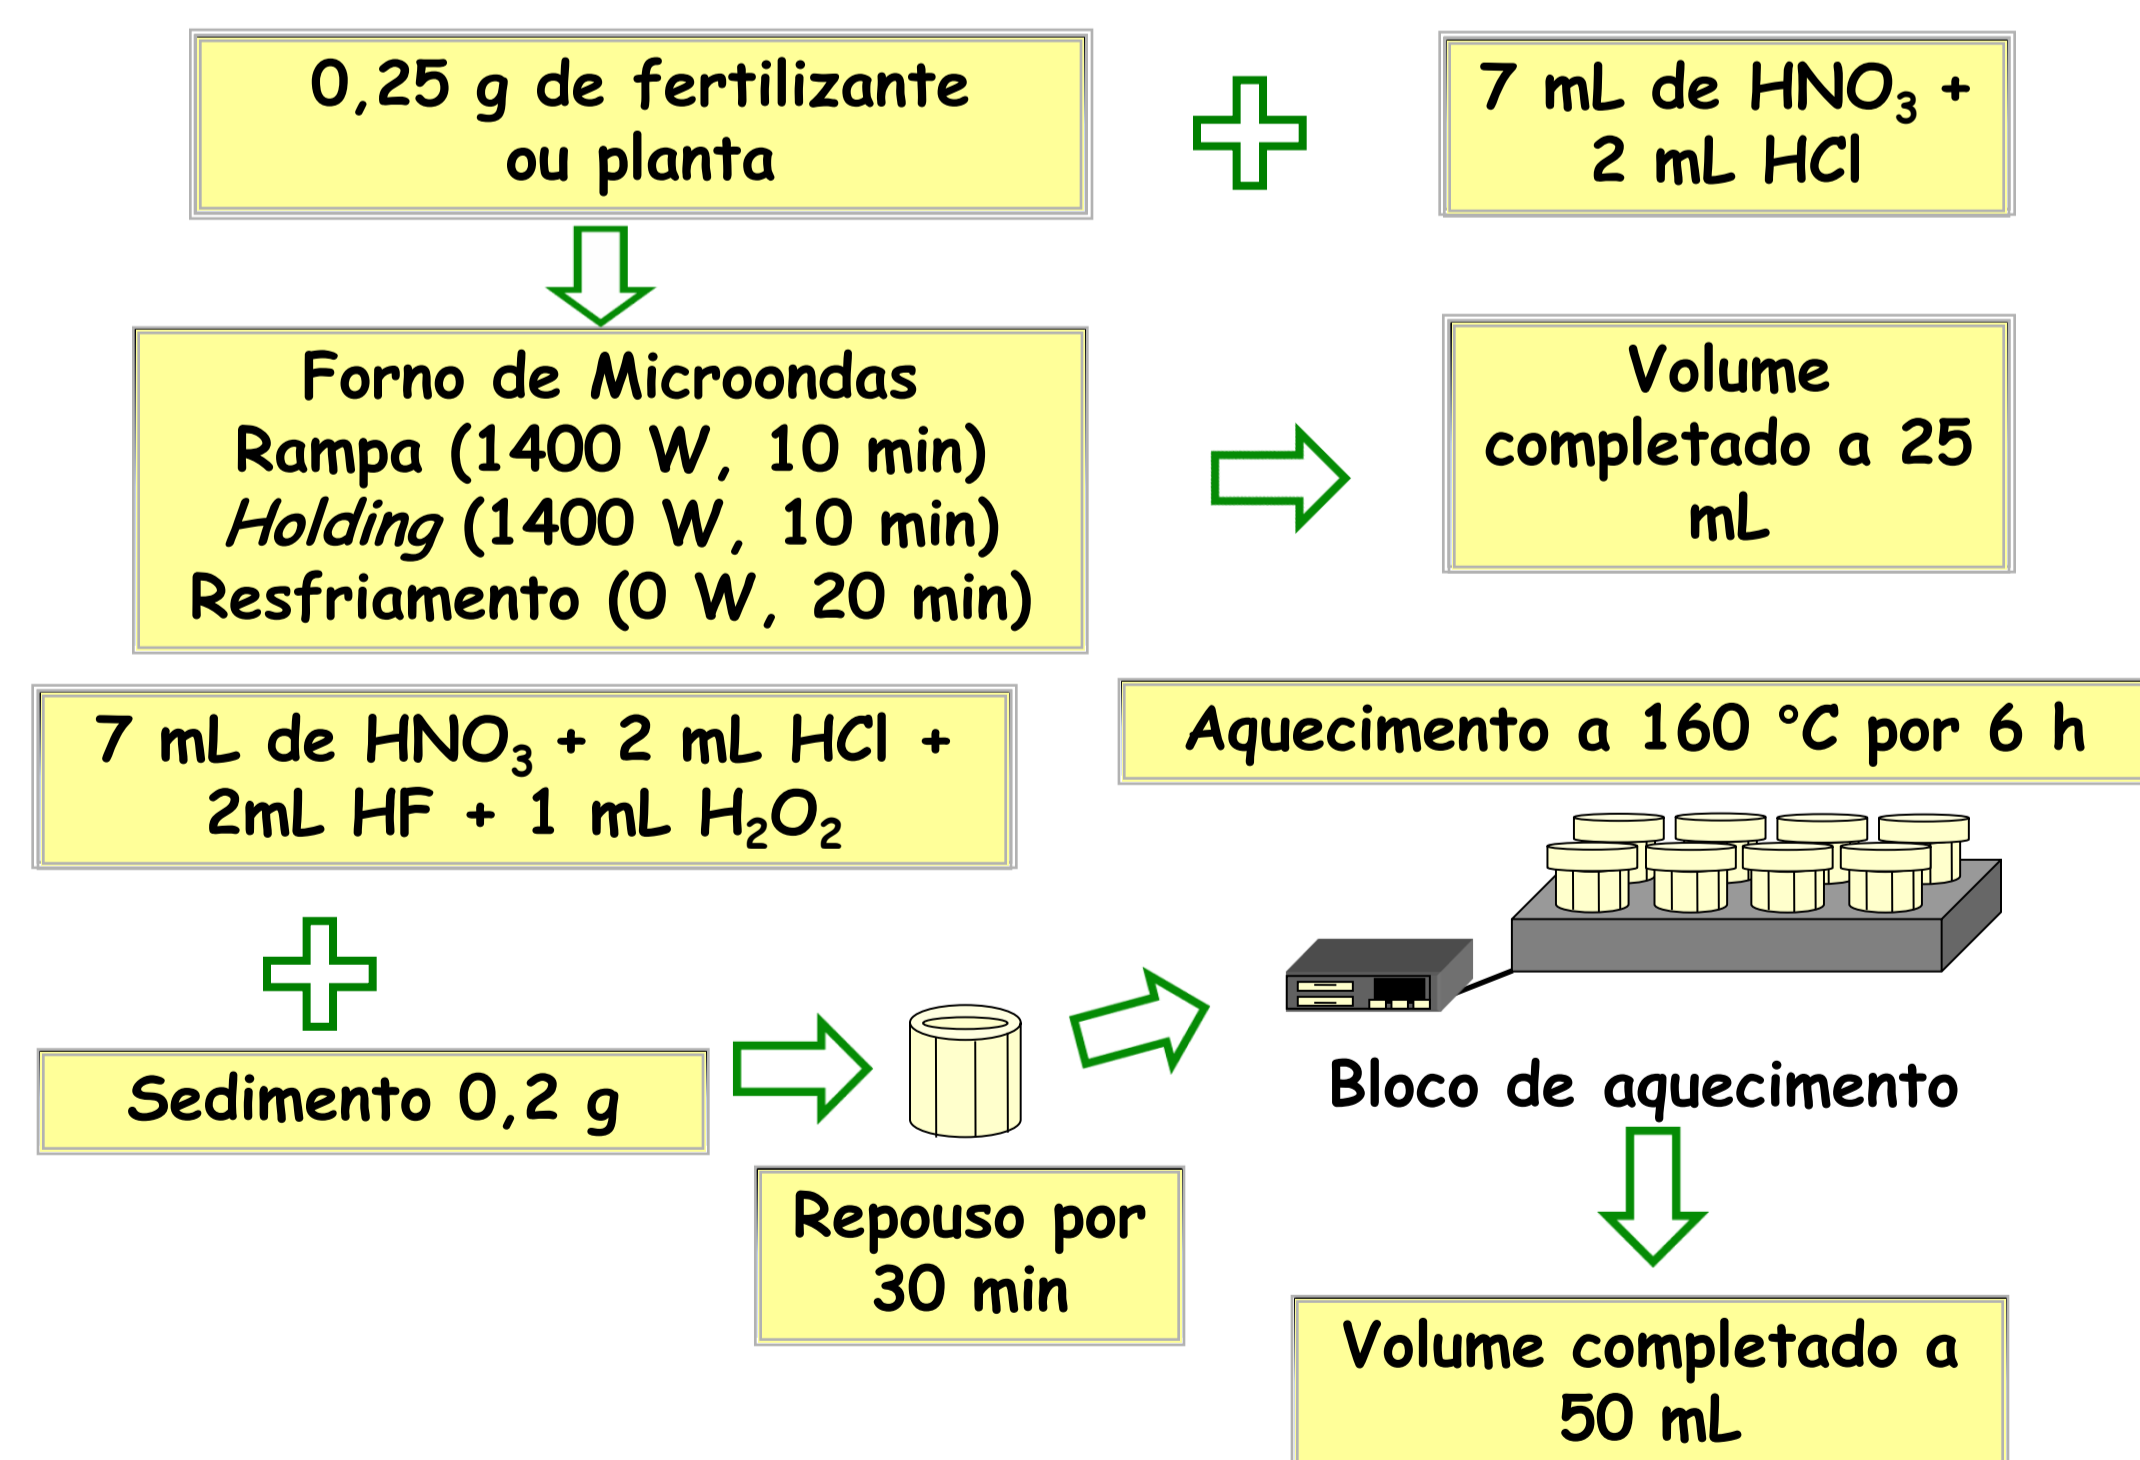 0,25 g de fertilizante
ou planta
7 mL de HNO₃ +
2 mL HCl
Forno de Microondas
Rampa (1400 W, 10 min)
Holding (1400 W, 10 min)
Resfriamento (0 W, 20 min)
Volume
completado a 25
mL
7 mL de HNO₃ + 2 mL HCl +
2mL HF + 1 mL H₂O₂
Sedimento 0,2 g
Repouso por
30 min
Aquecimento a 160 °C por 6 h
Bloco de aquecimento
Volume completado a
50 mL